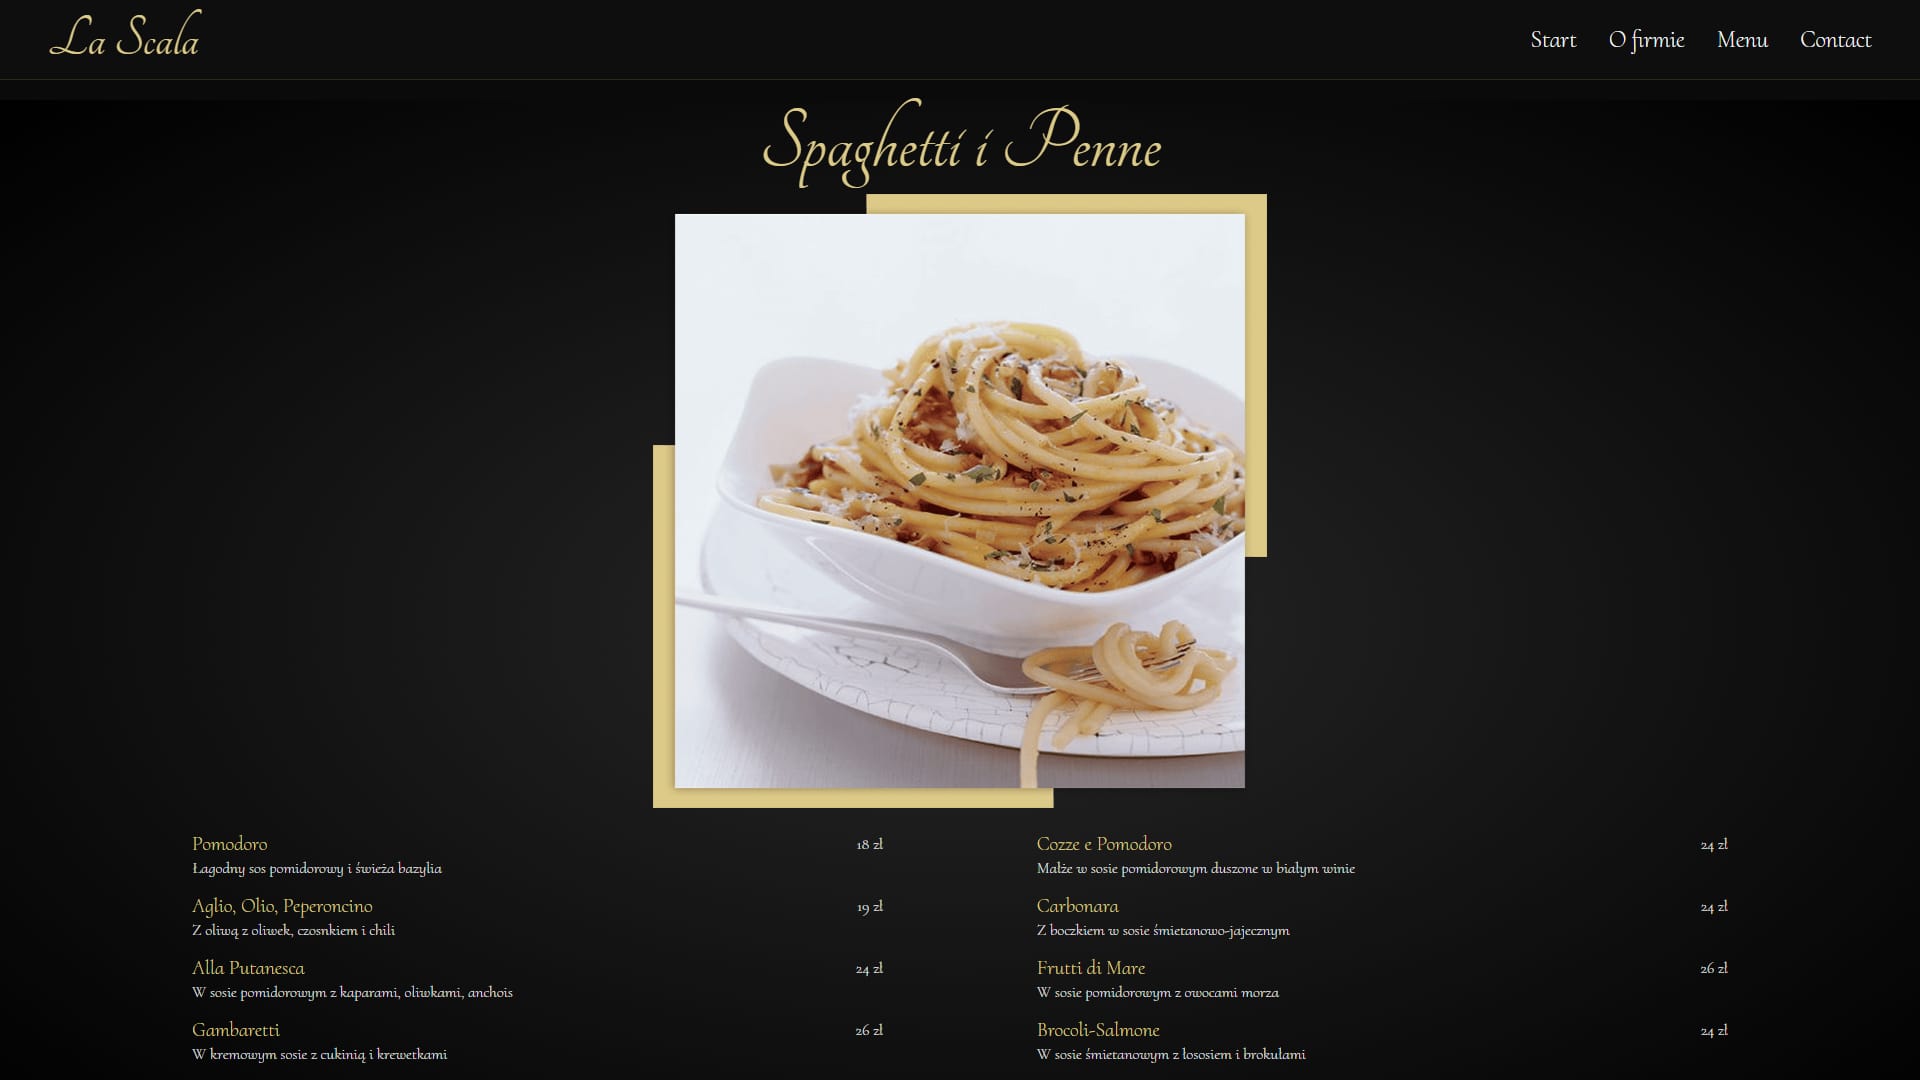 La Scala
Start O firmie Menu Contact
Spaghetti i Penne
Pomodoro 18 zł
Łagodny sos pomidorowy i świeża bazylia
Aglio, Olio, Peperoncino 19 zł
Z oliwą z oliwek, czosnkiem i chili
Alla Putanesca 24 zł
W sosie pomidorowym z kaparami, oliwkami, anchois
Gambaretti 26 zł
W kremowym sosie z cukinią i krewetkami
Cozze e Pomodoro 24 zł
Małże w sosie pomidorowym duszone w białym winie
Carbonara 24 zł
Z boczkiem w sosie śmietanowo-jajecznym
Frutti di Mare 26 zł
W sosie pomidorowym z owocami morza
Brocoli-Salmone 24 zł
W sosie śmietanowym z łososiem i brokułami